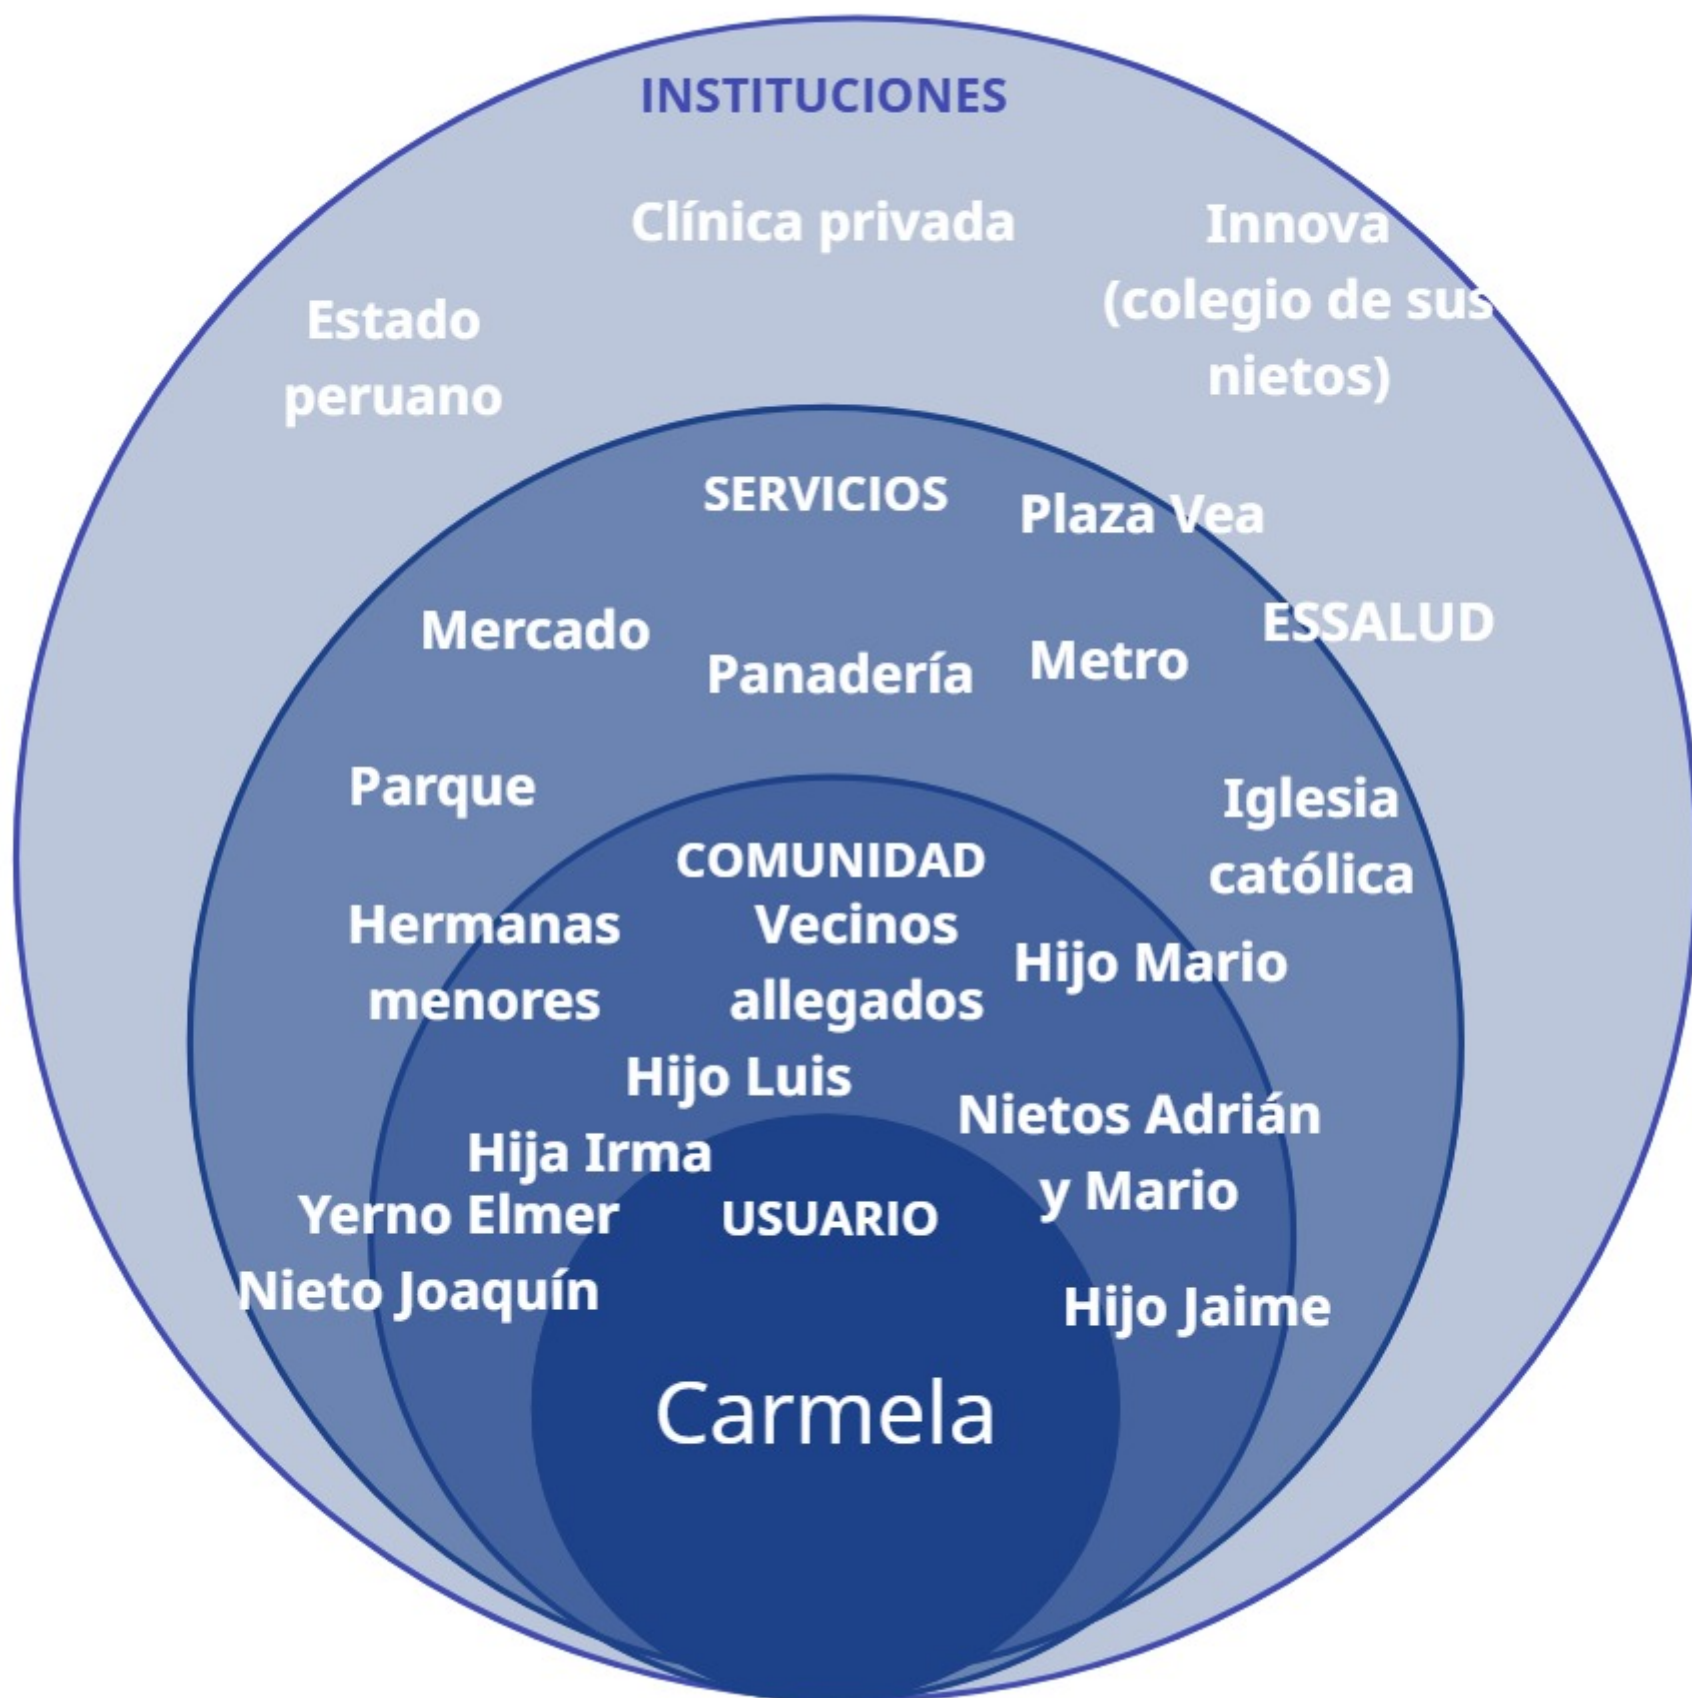 INSTITUCIONES
Clínica privada
Innova
(colegio de sus
nietos)
Estado
peruano
SERVICIOS
Plaza Vea
Mercado
ESSALUD
Panadería
Metro
Parque
Iglesia
católica
COMUNIDAD
Hermanas
menores
Vecinos
allegados
Hijo Mario
Hijo Luis
Nietos Adrián
y Mario
Hija Irma
Yerno Elmer
Nieto Joaquín
USUARIO
Hijo Jaime
Carmela